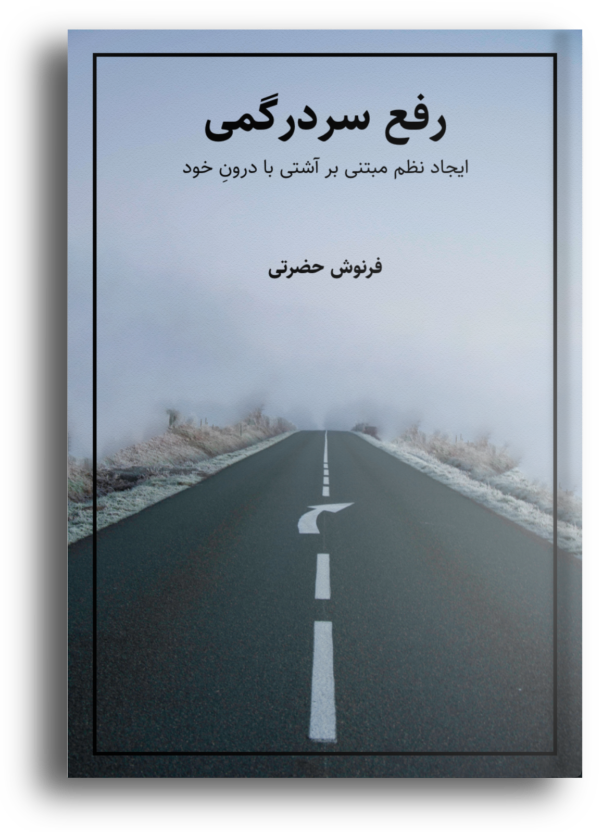 رفع سردرگمی
ایجاد نظم مبتنی بر آشتی با درونِ خود
فرنوش حضرتی